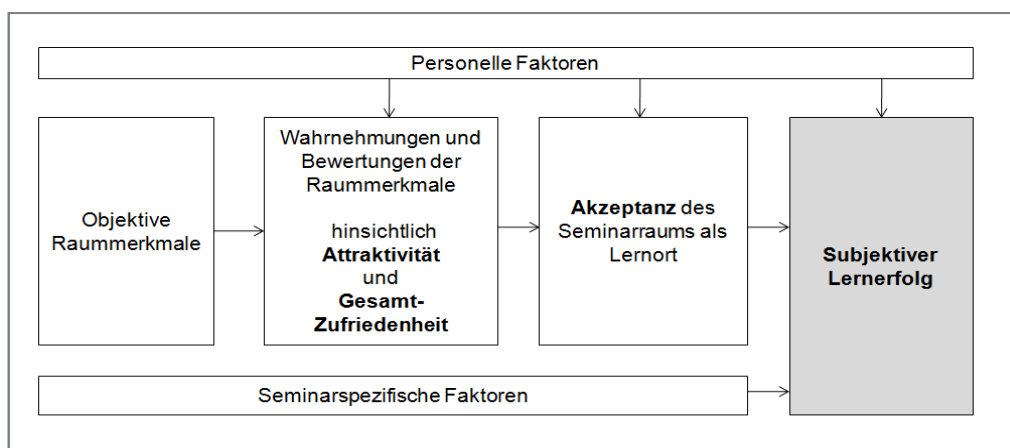 Personelle Faktoren
Objektive
Raummerkmale
Wahrnehmungen und
Bewertungen der
Raummerkmale
hinsichtlich
Attraktivität
und
Gesamt-
Zufriedenheit
Akzeptanz des
Seminarraums als
Lernort
Subjektiver
Lernerfolg
Seminarspezifische Faktoren